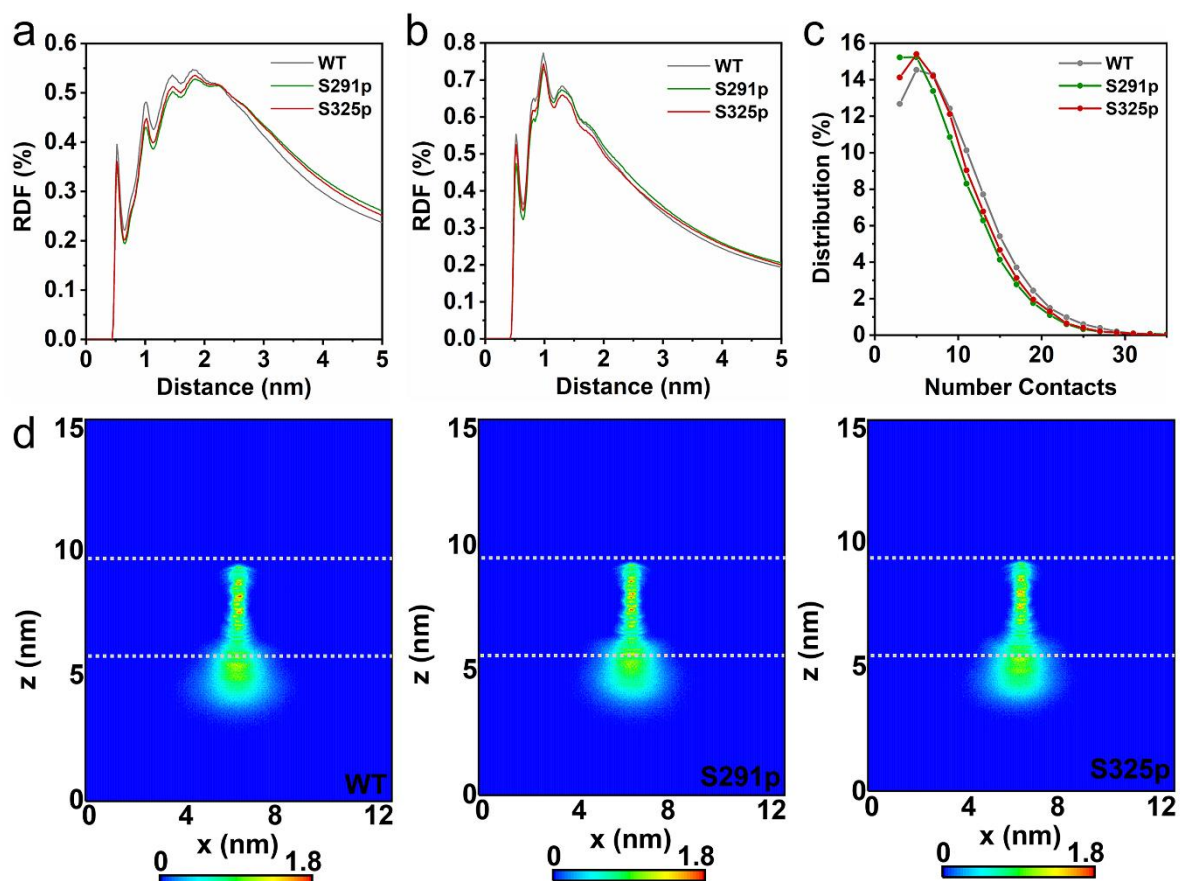 a
RDF (%)
0.6
0.5
0.4
0.3
0.2
0.1
0.0
0 1 2 3 4 5
Distance (nm)
WT
S291p
S325p
b
RDF (%)
0.8
0.7
0.6
0.5
0.4
0.3
0.2
0.1
0.0
0 1 2 3 4 5
Distance (nm)
WT
S291p
S325p
c
Distribution (%)
16
14
12
10
8
6
4
2
0
0 10 20 30
Number Contacts
WT
S291p
S325p
d
z (nm)
15
10
5
0
0 4 8 12
x (nm)
WT
0 1.8
z (nm)
15
10
5
0
0 4 8 12
x (nm)
S291p
0 1.8
z (nm)
15
10
5
0
0 4 8 12
x (nm)
S325p
0 1.8